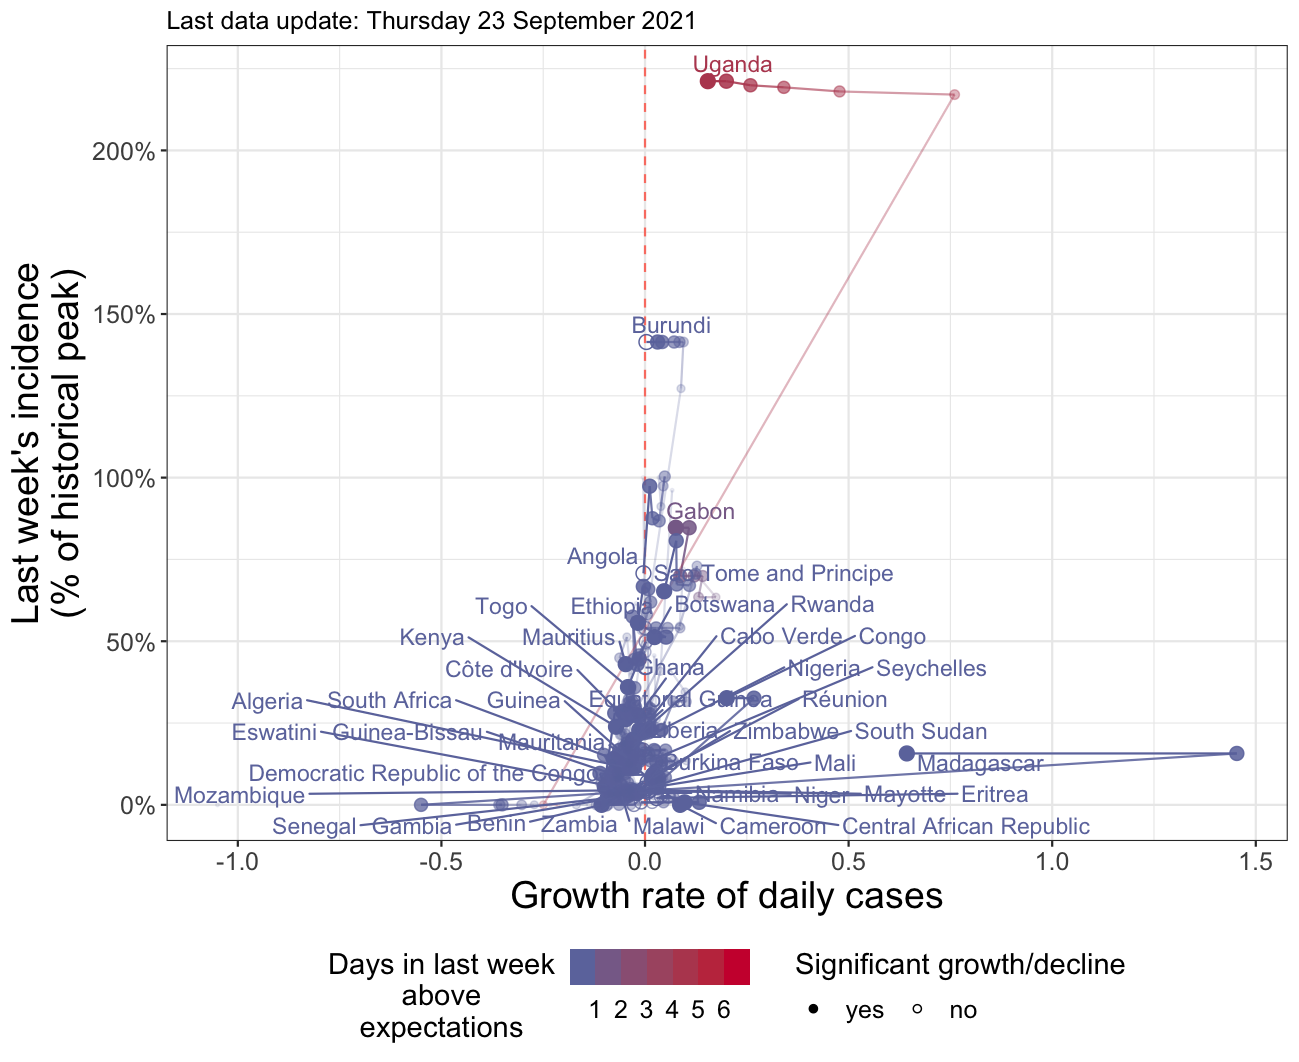 Last data update: Thursday 23 September 2021
Last week's incidence
(% of historical peak)
200%
150%
100%
50%
0%
Uganda
Burundi
Gabon
Angola
Sao Tome and Principe
Togo
Ethiopia
Botswana
Rwanda
Kenya
Mauritius
Cabo Verde
Congo
Côte d'Ivoire
Ghana
Nigeria
Seychelles
Algeria
South Africa
Guinea
Equatorial Guinea
Réunion
Eswatini
Guinea-Bissau
Mauritania
Liberia
Zimbabwe
South Sudan
Democratic Republic of the Congo
Burkina Faso
Mali
Madagascar
Mozambique
Namibia
Niger
Mayotte
Eritrea
Senegal
Gambia
Benin
Zambia
Malawi
Cameroon
Central African Republic
-1.0
-0.5
0.0
0.5
1.0
1.5
Growth rate of daily cases
Days in last week
above
expectations
1 2 3 4 5 6
Significant growth/decline
yes
no